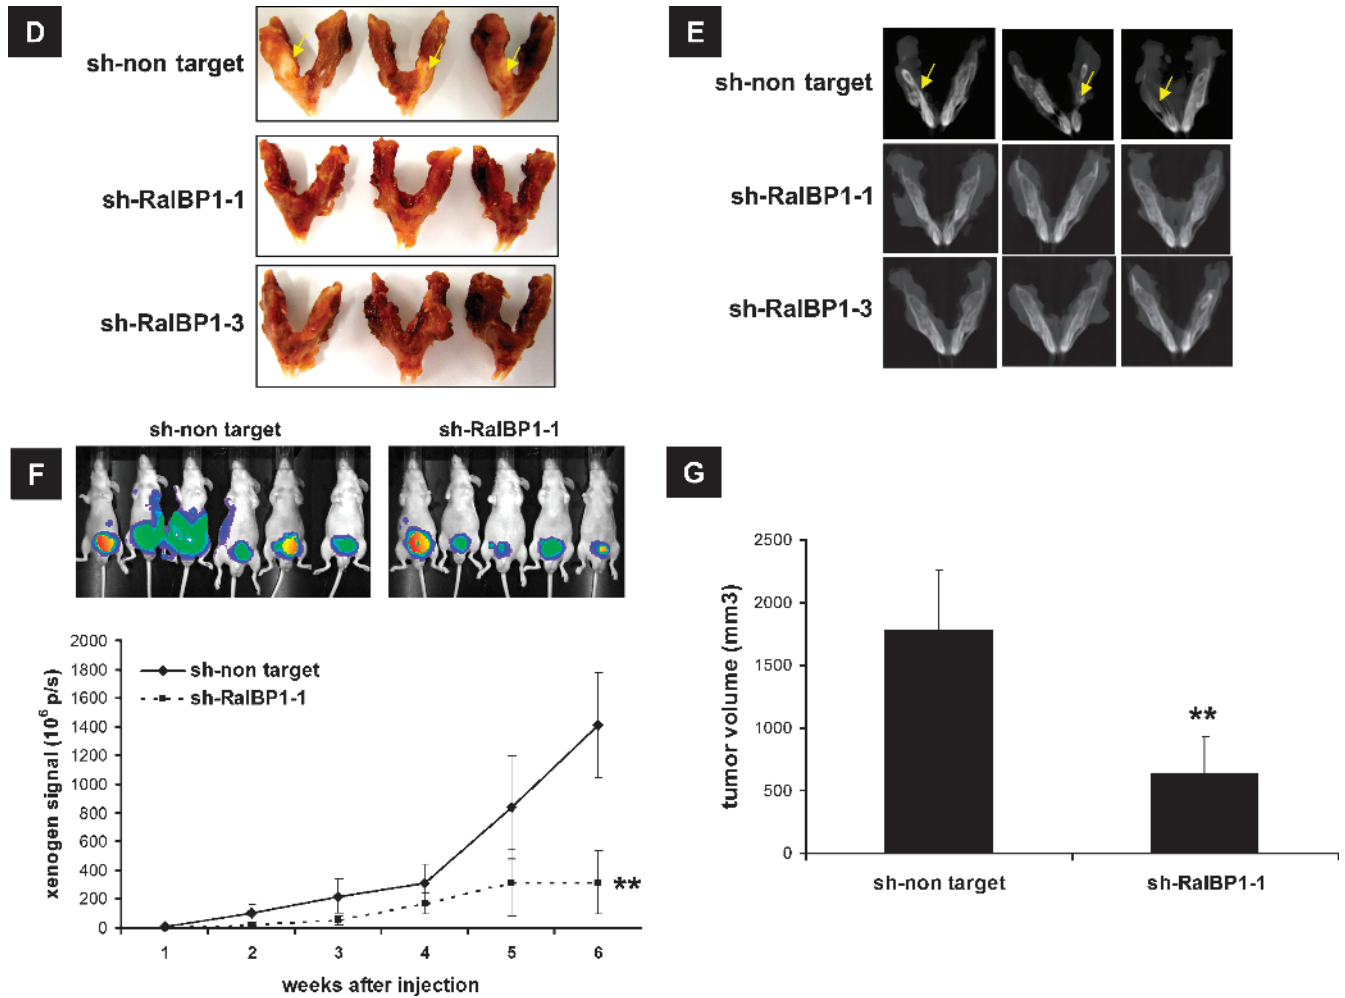 D
sh-non target
sh-RalBP1-1
sh-RalBP1-3
E
sh-non target
sh-RalBP1-1
sh-RalBP1-3
F
sh-non target
sh-RalBP1-1
xenogen signal (10⁶ p/s)
2000
1800
1600
1400
1200
1000
800
600
400
200
0
sh-non target
sh-RalBP1-1
**
1 2 3 4 5 6
weeks after injection
G
tumor volume (mm3)
2500
2000
1500
1000
500
0
**
sh-non target
sh-RalBP1-1